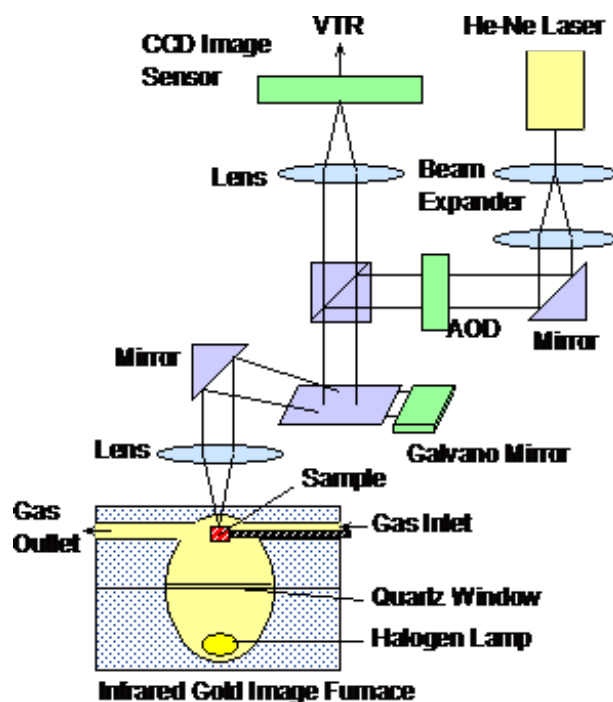 VTR
He-Ne Laser
CCD Image
Sensor
Lens
Beam
Expander
AOD
Mirror
Mirror
Galvano Mirror
Lens
Sample
Gas
Outlet
Gas Inlet
Quartz Window
Halogen Lamp
Infrared Gold Image Furnace